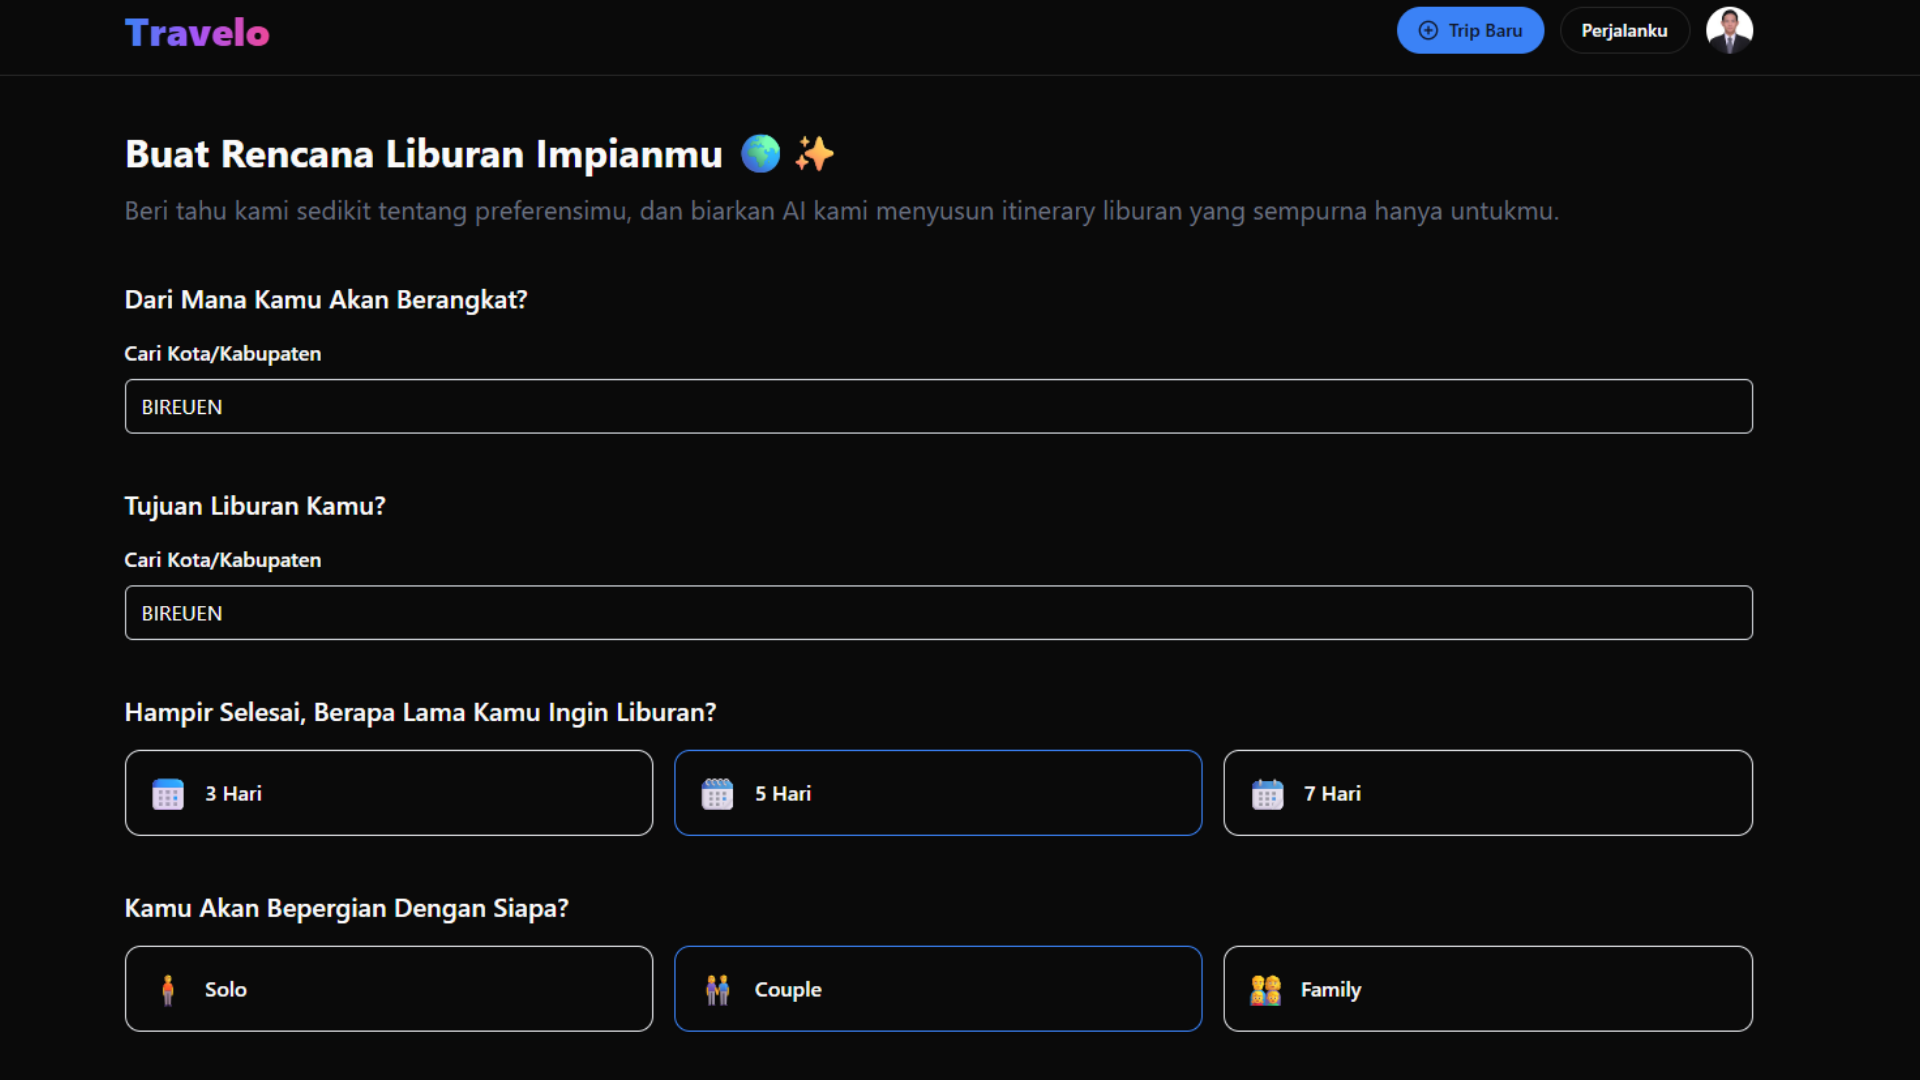 Travelo
Trip Baru
Perjalanku
Buat Rencana Liburan Impianmu 🌍 ✨
Beri tahu kami sedikit tentang preferensimu, dan biarkan AI kami menyusun itinerary liburan yang sempurna hanya untukmu.
Dari Mana Kamu Akan Berangkat?
Cari Kota/Kabupaten
BIREUEN
Tujuan Liburan Kamu?
Cari Kota/Kabupaten
BIREUEN
Hampir Selesai, Berapa Lama Kamu Ingin Liburan?
3 Hari
5 Hari
7 Hari
Kamu Akan Bepergian Dengan Siapa?
Solo
Couple
Family